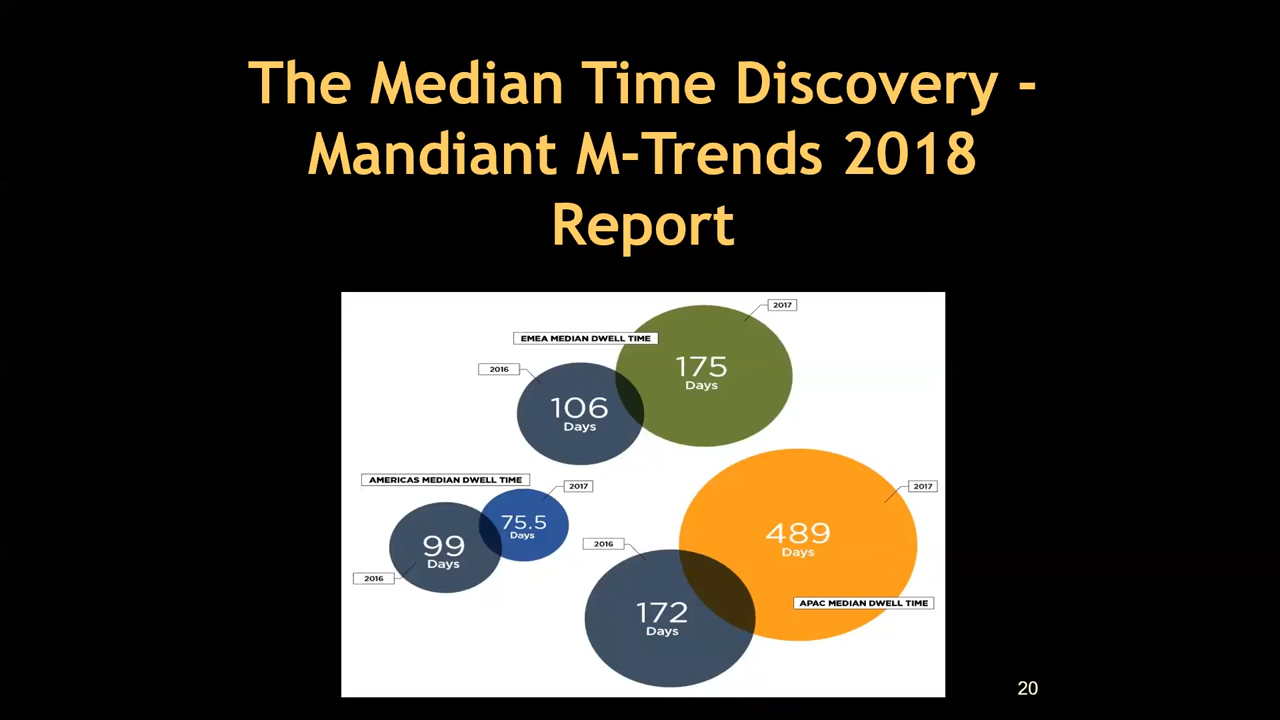 The Median Time Discovery -
Mandiant M-Trends 2018
Report
2017
EMEA MEDIAN DWELL TIME
175
Days
2016
106
Days
AMERICAS MEDIAN DWELL TIME
2017
75.5
Days
99
Days
2016
2017
489
Days
2016
172
Days
APAC MEDIAN DWELL TIME
20